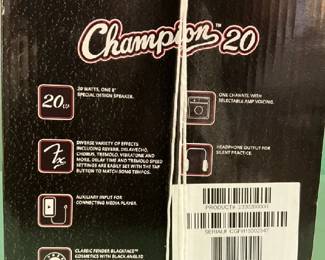 Champion™ 20
20W
20 WATTS, ONE 8"
SPECIAL DESIGN SPEAKER.
Fx
DIVERSE VARIETY OF EFFECTS
INCLUDING REVERB, DELAY/ECHO,
CHORUS, TREMOLO, VIBRATONE AND
MORE. DELAY TIME AND TREMOLO SPEED
SETTINGS ARE EASILY SET WITH THE TAP
BUTTON TO MATCH SONG TEMPOS.
AUXILIARY INPUT FOR
CONNECTING MEDIA PLAYER.
CLASSIC FENDER BLACKFACE
COSMETICS WITH BLACK ANGLED
ONE CHANNEL WITH
SELECTABLE AMP VOICING.
HEADPHONE OUTPUT FOR
SILENT PRACTICE.
PRODUCT#
SERIAL#